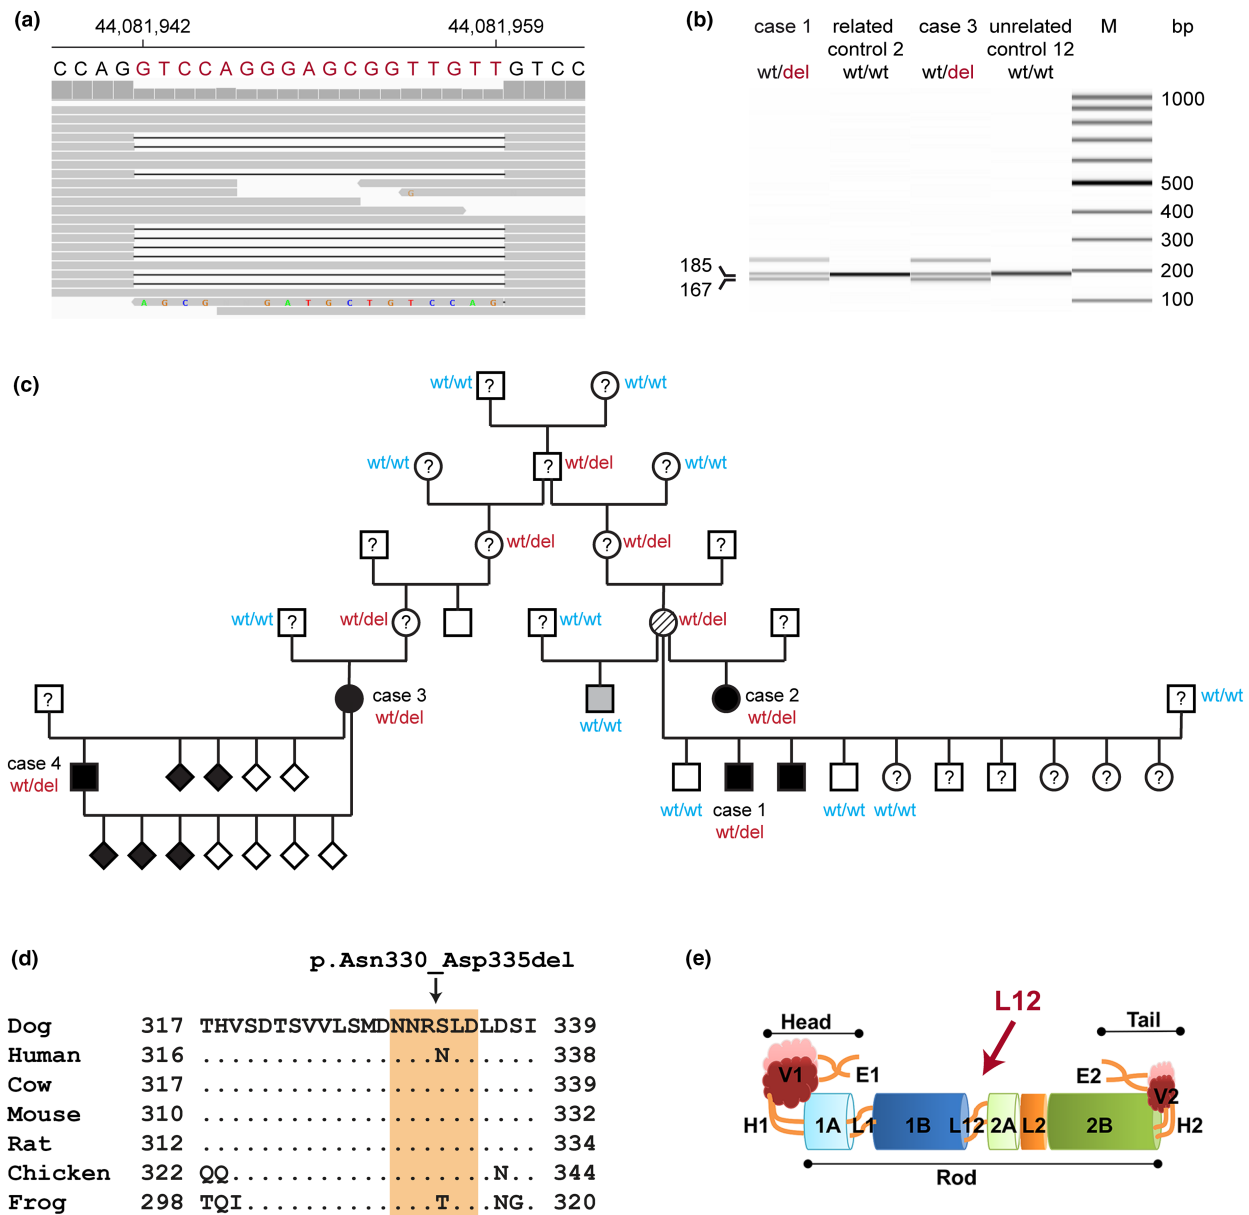 (a)
44,081,942 44,081,959
C C A G G T C C A G G G A G C G G T T G T T G T C C
G
A G C G G A T G C T G T C C A G
(b)
case 1 related control 2 case 3 unrelated control 12 M bp
wt/del wt/wt wt/del wt/wt
1000
500
400
300
200
100
185
167
(c)
wt/wt ? ? wt/wt
wt/wt ? ? wt/del ? wt/wt
? ? wt/del ? wt/del ?
wt/wt ? wt/del ? ? wt/wt wt/del ?
? case 3 wt/del wt/wt case 2 wt/del ? wt/wt
case 4 wt/del
? ? ? ? ? ?
wt/wt case 1 wt/del wt/wt wt/wt
(d)
p.Asn330_Asp335del
Dog 317 THVSDTSVVLSMDNNRSLDLDSI 339
Human 316 ................N...... 338
Cow 317 ....................... 339
Mouse 310 ....................... 332
Rat 312 ....................... 334
Chicken 322 QQ..................N.. 344
Frog 298 TQI.............T...NG. 320
(e)
L12
Head Tail
V1 E1 E2 V2
H1 1A L1 1B L12 2A L2 2B H2
Rod